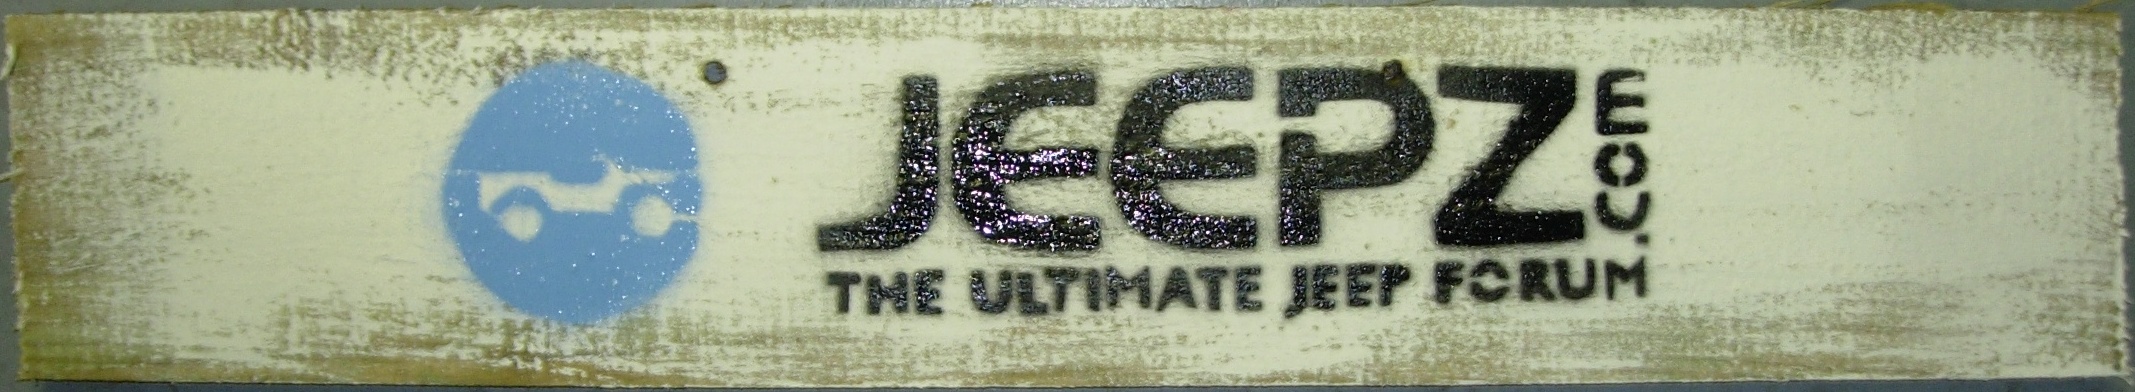 JEEPZ.COM
THE ULTIMATE JEEP FORUM